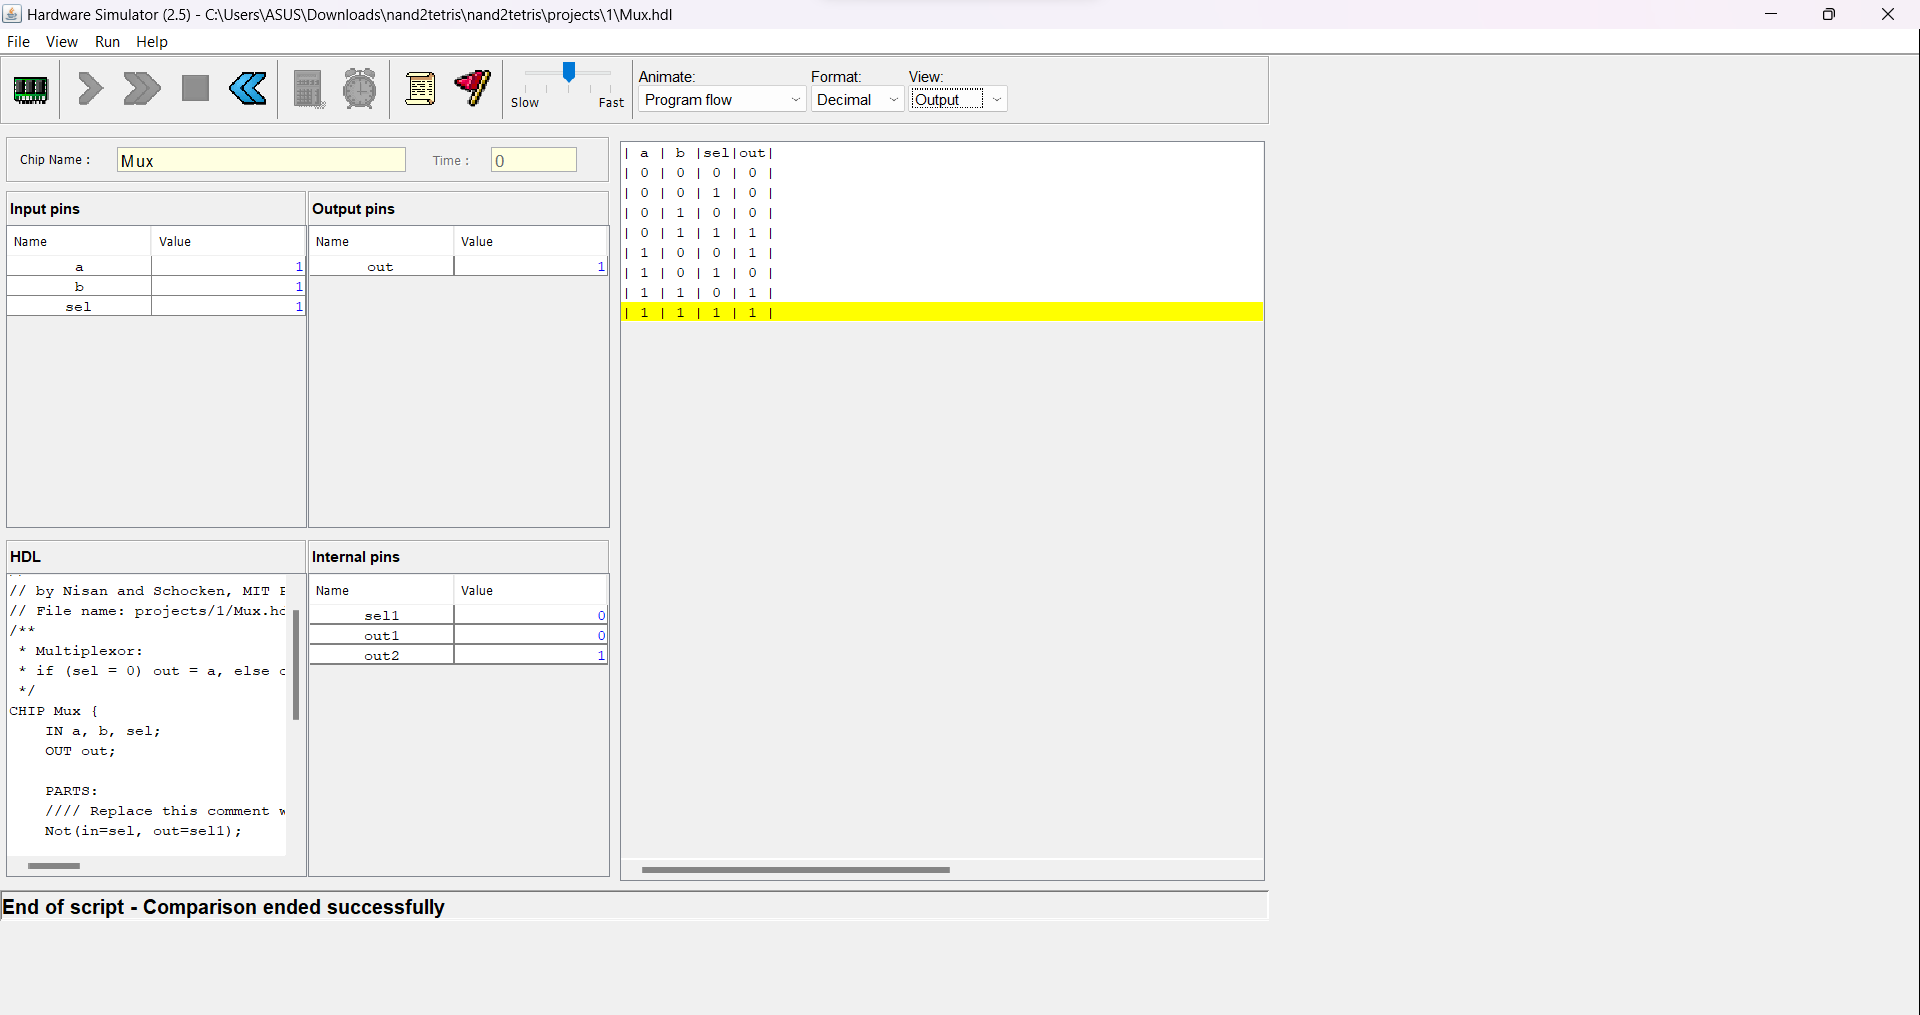 Hardware Simulator (2.5) - C:\Users\ASUS\Downloads\nand2tetris\nand2tetris\projects\1\Mux.hdl
File View Run Help
Slow Fast
Animate: Format: View:
Program flow Decimal Output
Chip Name : Mux Time : 0
Input pins
Name Value
a 1
b 1
sel 1
Output pins
Name Value
out 1
HDL
// by Nisan and Schocken, MIT
// File name: projects/1/Mux.hd
/**
* Multiplexor:
* if (sel = 0) out = a, else
*/
CHIP Mux {
IN a, b, sel;
OUT out;
PARTS:
//// Replace this comment
Not(in=sel, out=sel1);
Internal pins
Name Value
sel1 0
out1 0
out2 1
| a | b |sel|out|
| 0 | 0 | 0 | 0 |
| 0 | 0 | 1 | 0 |
| 0 | 1 | 0 | 0 |
| 0 | 1 | 1 | 1 |
| 1 | 0 | 0 | 1 |
| 1 | 0 | 1 | 0 |
| 1 | 1 | 0 | 1 |
| 1 | 1 | 1 | 1 |
End of script - Comparison ended successfully